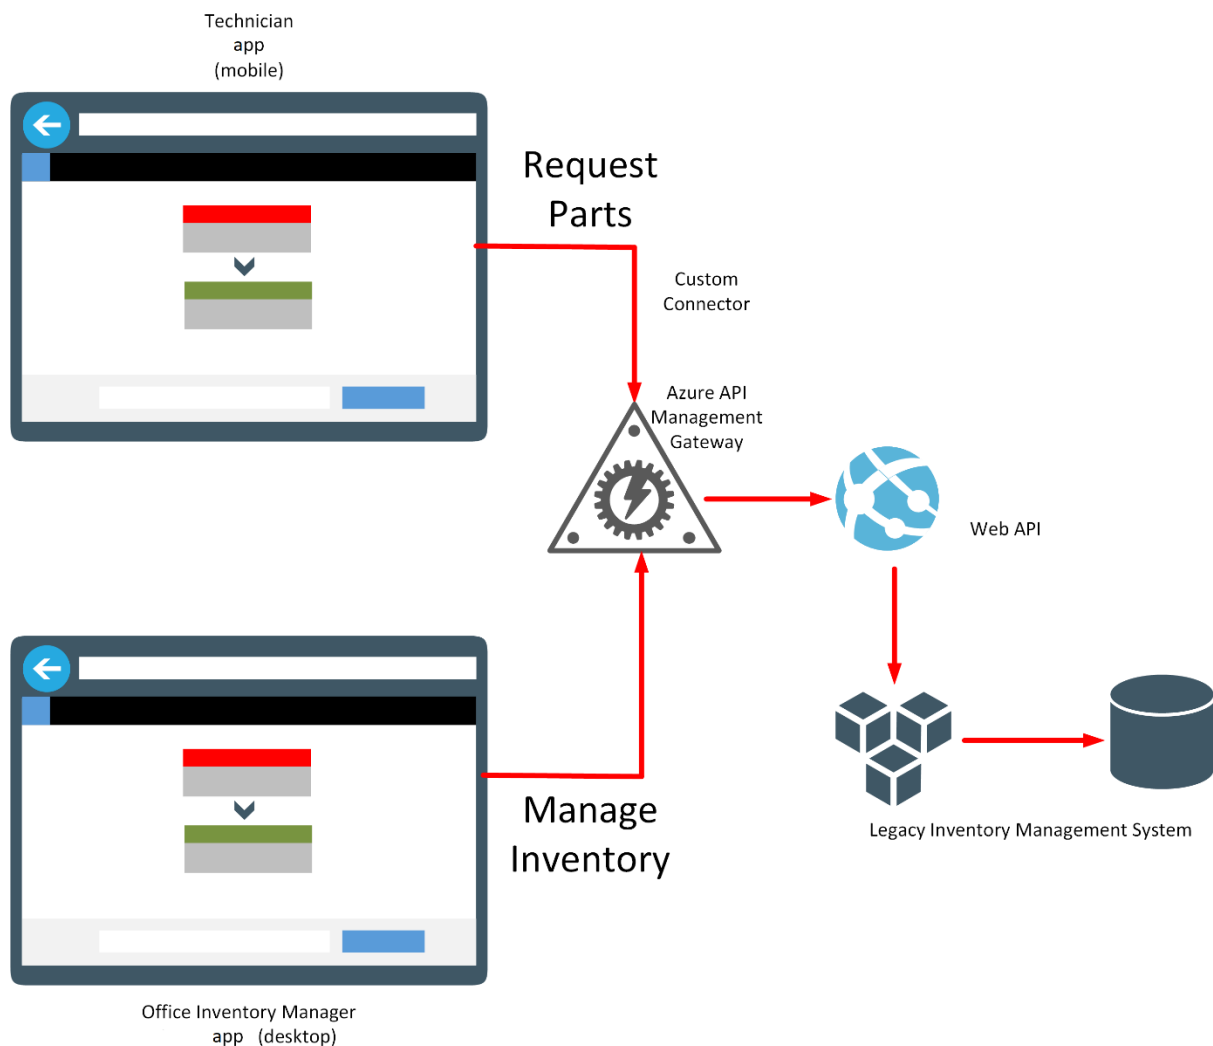 Technician
app
(mobile)
Request
Parts
Custom
Connector
Azure API
Management
Gateway
Web API
Legacy Inventory Management System
Manage
Inventory
Office Inventory Manager
app (desktop)